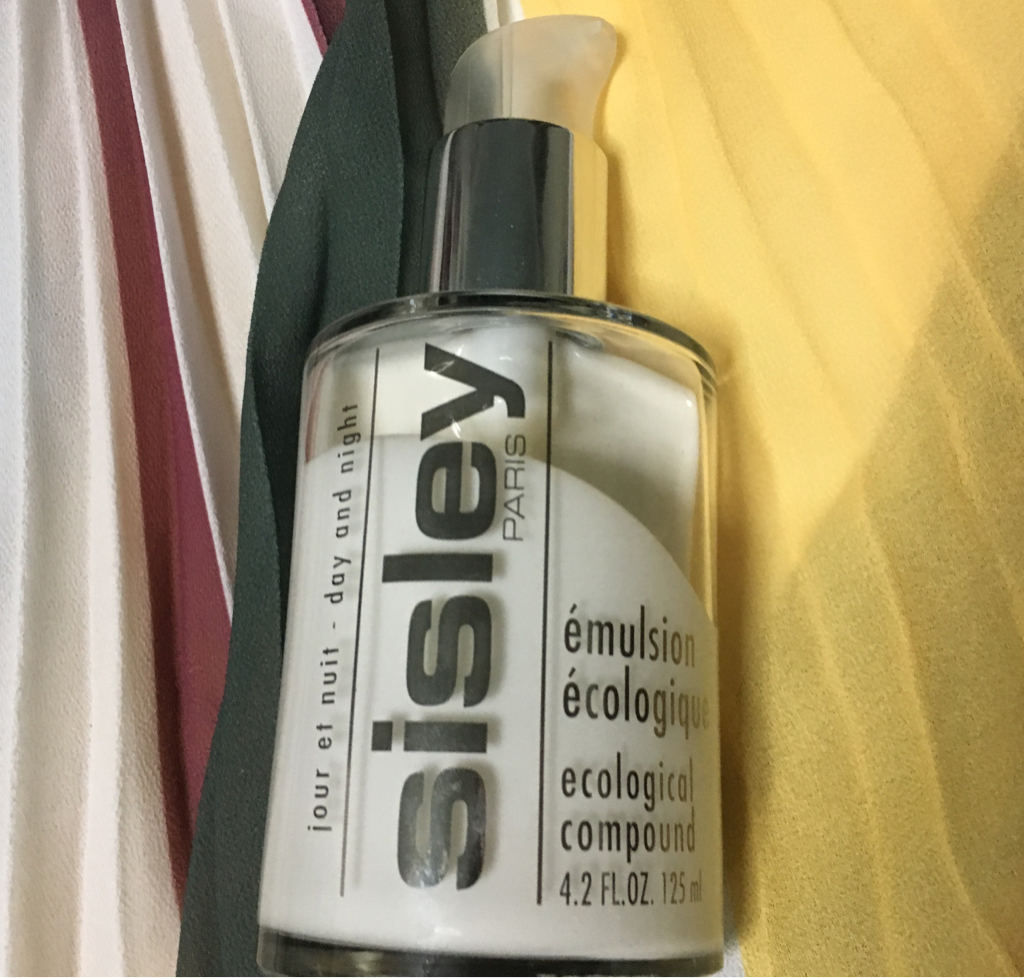 jour et nuit - day and night
sisley
PARIS
émulsion
écologique
ecological
compound
4.2 FL.OZ. 125 ml